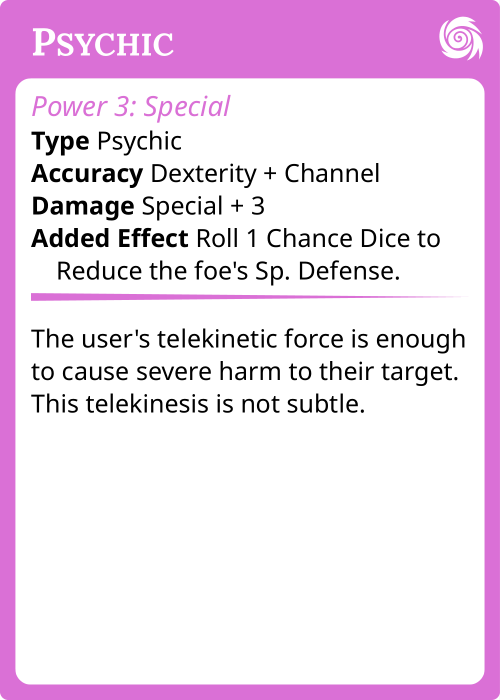 Psychic
Power 3: Special
Type Psychic
Accuracy Dexterity + Channel
Damage Special + 3
Added Effect Roll 1 Chance Dice to
Reduce the foe's Sp. Defense.
The user's telekinetic force is enough
to cause severe harm to their target.
This telekinesis is not subtle.